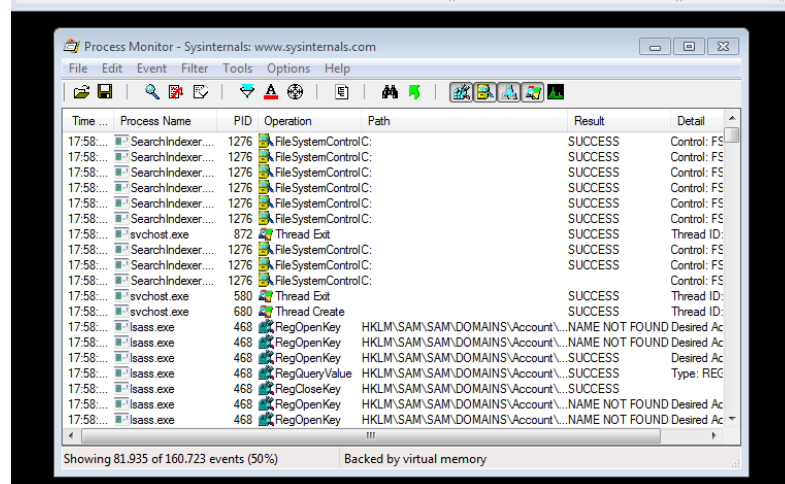 Process Monitor - Sysinternals: www.sysinternals.com
File Edit Event Filter Tools Options Help
Time ... Process Name PID Operation Path Result Detail
17:58:... SearchIndexer.... 1276 FileSystemControl C: SUCCESS Control: FS
17:58:... SearchIndexer.... 1276 FileSystemControl C: SUCCESS Control: FS
17:58:... SearchIndexer.... 1276 FileSystemControl C: SUCCESS Control: FS
17:58:... SearchIndexer.... 1276 FileSystemControl C: SUCCESS Control: FS
17:58:... SearchIndexer.... 1276 FileSystemControl C: SUCCESS Control: FS
17:58:... SearchIndexer.... 1276 FileSystemControl C: SUCCESS Control: FS
17:58:... svchost.exe 872 Thread Exit SUCCESS Thread ID:
17:58:... SearchIndexer.... 1276 FileSystemControl C: SUCCESS Control: FS
17:58:... SearchIndexer.... 1276 FileSystemControl C: SUCCESS Control: FS
17:58:... SearchIndexer.... 1276 FileSystemControl C: Control: FS
17:58:... svchost.exe 580 Thread Exit SUCCESS Thread ID:
17:58:... svchost.exe 680 Thread Create SUCCESS Thread ID:
17:58:... lsass.exe 468 RegOpenKey HKLM\SAM\SAM\DOMAINS\Account\... NAME NOT FOUND Desired Ac
17:58:... lsass.exe 468 RegOpenKey HKLM\SAM\SAM\DOMAINS\Account\... NAME NOT FOUND Desired Ac
17:58:... lsass.exe 468 RegOpenKey HKLM\SAM\SAM\DOMAINS\Account\... SUCCESS Desired Ac
17:58:... lsass.exe 468 RegQueryValue HKLM\SAM\SAM\DOMAINS\Account\... SUCCESS Type: REG
17:58:... lsass.exe 468 RegCloseKey HKLM\SAM\SAM\DOMAINS\Account\... SUCCESS
17:58:... lsass.exe 468 RegOpenKey HKLM\SAM\SAM\DOMAINS\Account\... NAME NOT FOUND Desired Ac
17:58:... lsass.exe 468 RegOpenKey HKLM\SAM\SAM\DOMAINS\Account\... NAME NOT FOUND Desired Ac
Showing 81.935 of 160.723 events (50%) Backed by virtual memory